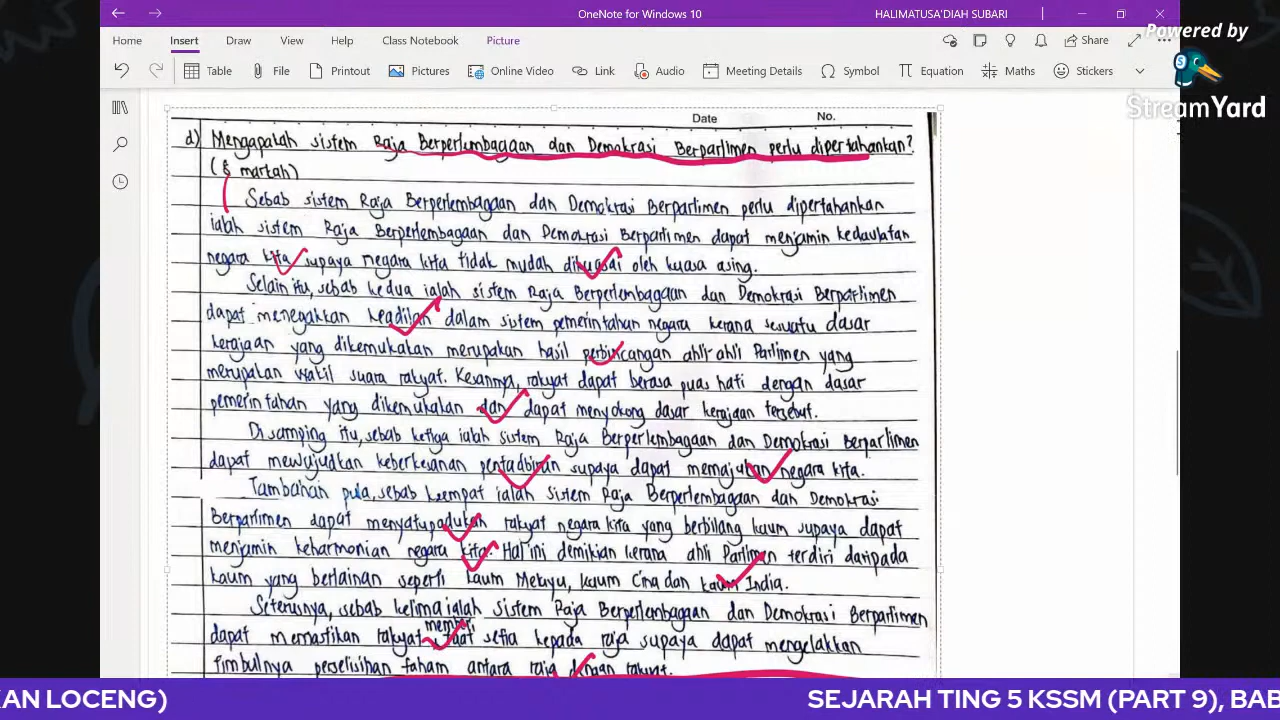 OneNote for Windows 10
HALIMATUSA'DIAH SUBARI
Powered by
StreamYard
Home Insert Draw View Help Class Notebook Picture Share
Table File Printout Pictures Online Video Link Audio Meeting Details Symbol Equation Maths Stickers
Date No.
d) Mengapakah sistem Raja Berperlembagaan dan Demokrasi Berparlimen perlu dipertahankan?
(8 markah)
Sebab sistem Raja Berperlembagaan dan Demokrasi Berparlimen perlu dipertahankan
ialah sistem Raja Berperlembagaan dan Demokrasi Berparlimen dapat menjamin kedaulatan
negara kita supaya negara kita tidak mudah dikuasai oleh kuasa asing.
Selain itu, sebab kedua ialah sistem Raja Berperlembagaan dan Demokrasi Berparlimen
dapat menegakkan keadilan dalam sistem pemerintahan negara kerana sesuatu dasar
kerajaan yang dikemukakan merupakan hasil perbincangan ahli-ahli Parlimen yang
merupakan wakil suara rakyat. Kesannya, rakyat dapat berasa puas hati dengan dasar
pemerintahan yang dikemukakan dan dapat menyokong dasar kerajaan tersebut.
Di samping itu, sebab ketiga ialah sistem Raja Berperlembagaan dan Demokrasi Berparlimen
dapat mewujudkan keberkesanan pentadbiran supaya dapat memajukan negara kita.
Tambahan pula, sebab keempat ialah sistem Raja Berperlembagaan dan Demokrasi
Berparlimen dapat menyatupadukan rakyat negara kita yang berbilang kaum supaya dapat
menjamin keharmonian negara kita. Hal ini demikian kerana ahli Parlimen terdiri daripada
kaum yang berlainan seperti kaum Melayu, kaum Cina dan kaum India.
Seterusnya, sebab kelima ialah sistem Raja Berperlembagaan dan Demokrasi Berparlimen
dapat memastikan rakyat taat setia kepada raja supaya dapat mengelakkan
timbulnya perselisihan faham antara raja dengan rakyat.
KAN LOCENG)
SEJARAH TING 5 KSSM (PART 9), BAB